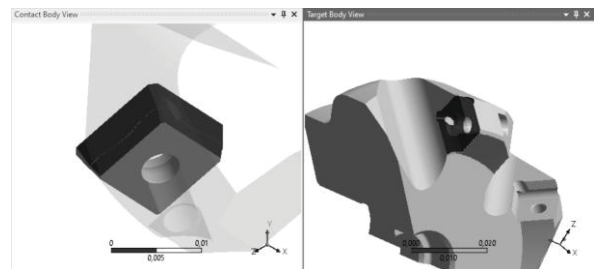 Contact Body View
Target Body View
0
0,01
0,005
Y
Z
X
0,000
0,020
0,010
Z
X